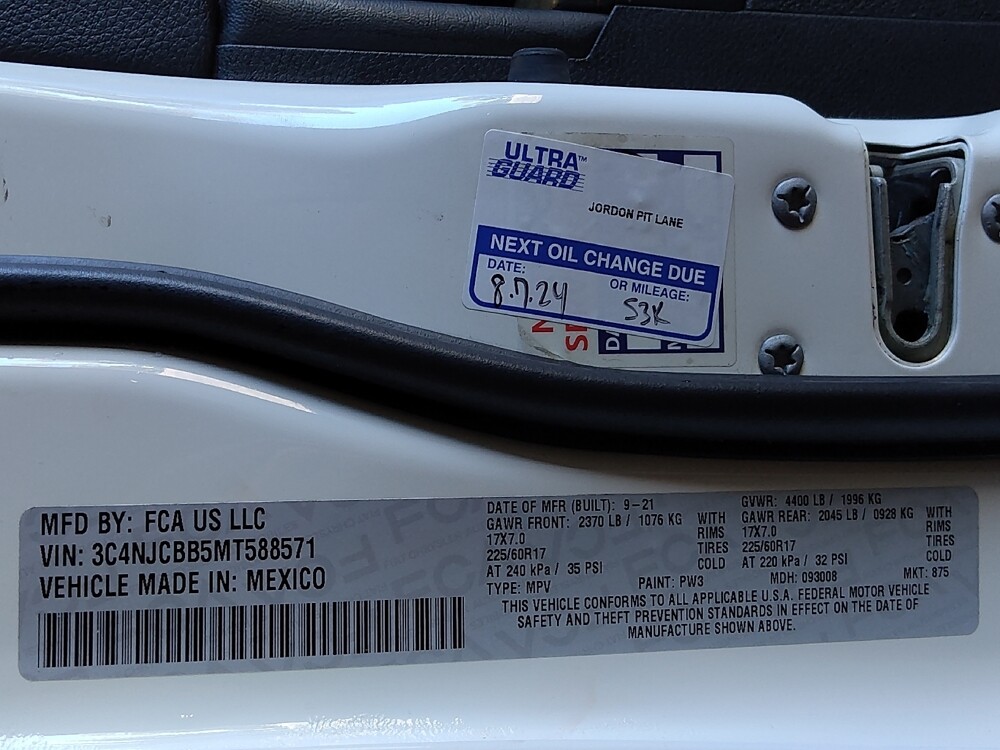 ULTRA™
GUARD
JORDON PIT LANE
NEXT OIL CHANGE DUE
DATE:
OR MILEAGE:
8.7.24
53K
MFD BY: FCA US LLC
VIN: 3C4NJCBB5MT588571
VEHICLE MADE IN: MEXICO
DATE OF MFR (BUILT): 9-21
GVWR: 4400 LB / 1996 KG
GAWR FRONT: 2370 LB / 1076 KG WITH
GAWR REAR: 2045 LB / 0928 KG WITH
17X7.0 RIMS
17X7.0 RIMS
225/60R17 TIRES
225/60R17 TIRES
AT 240 kPa / 35 PSI COLD
AT 220 kPa / 32 PSI COLD
TYPE: MPV PAINT: PW3 MDH: 093008 MKT: 875
THIS VEHICLE CONFORMS TO ALL APPLICABLE U.S.A. FEDERAL MOTOR VEHICLE
SAFETY AND THEFT PREVENTION STANDARDS IN EFFECT ON THE DATE OF
MANUFACTURE SHOWN ABOVE.